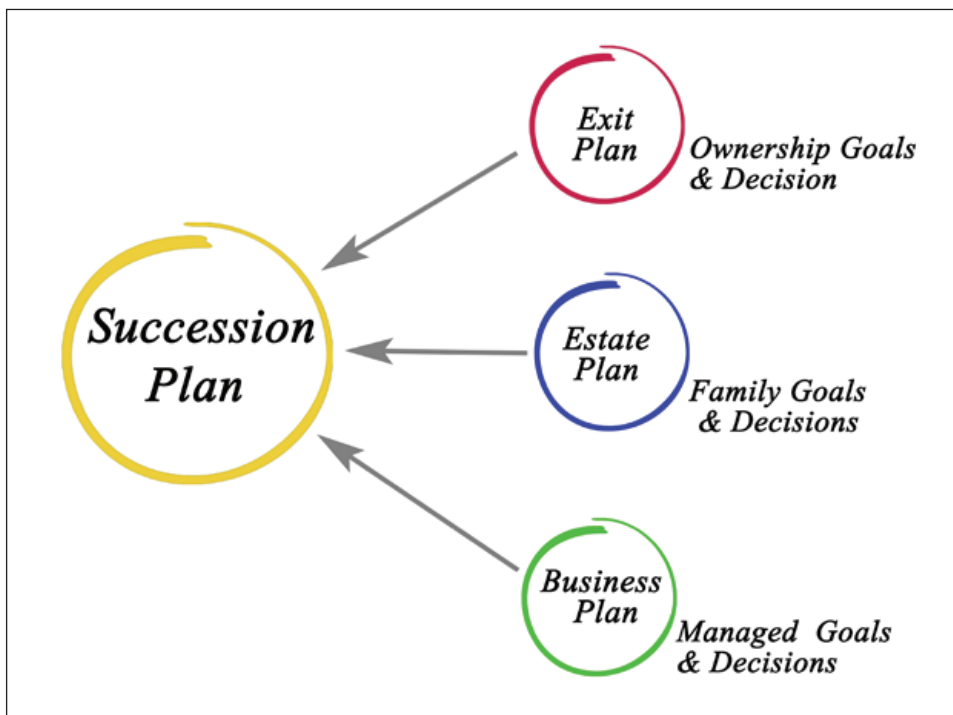 Exit
Plan
Ownership Goals
& Decision
Succession
Plan
Estate
Plan
Family Goals
& Decisions
Business
Plan
Managed Goals
& Decisions